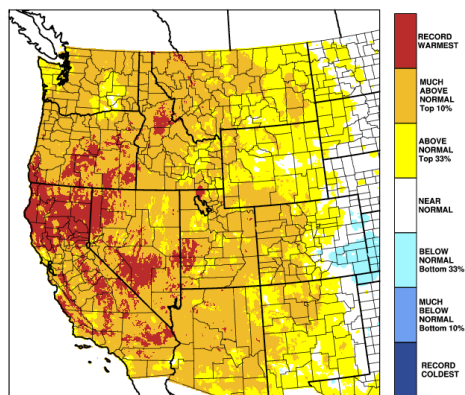 RECORD
WARMEST
MUCH
ABOVE
NORMAL
Top 10%
ABOVE
NORMAL
Top 33%
NEAR
NORMAL
BELOW
NORMAL
Bottom 33%
MUCH
BELOW
NORMAL
Bottom 10%
RECORD
COLDEST